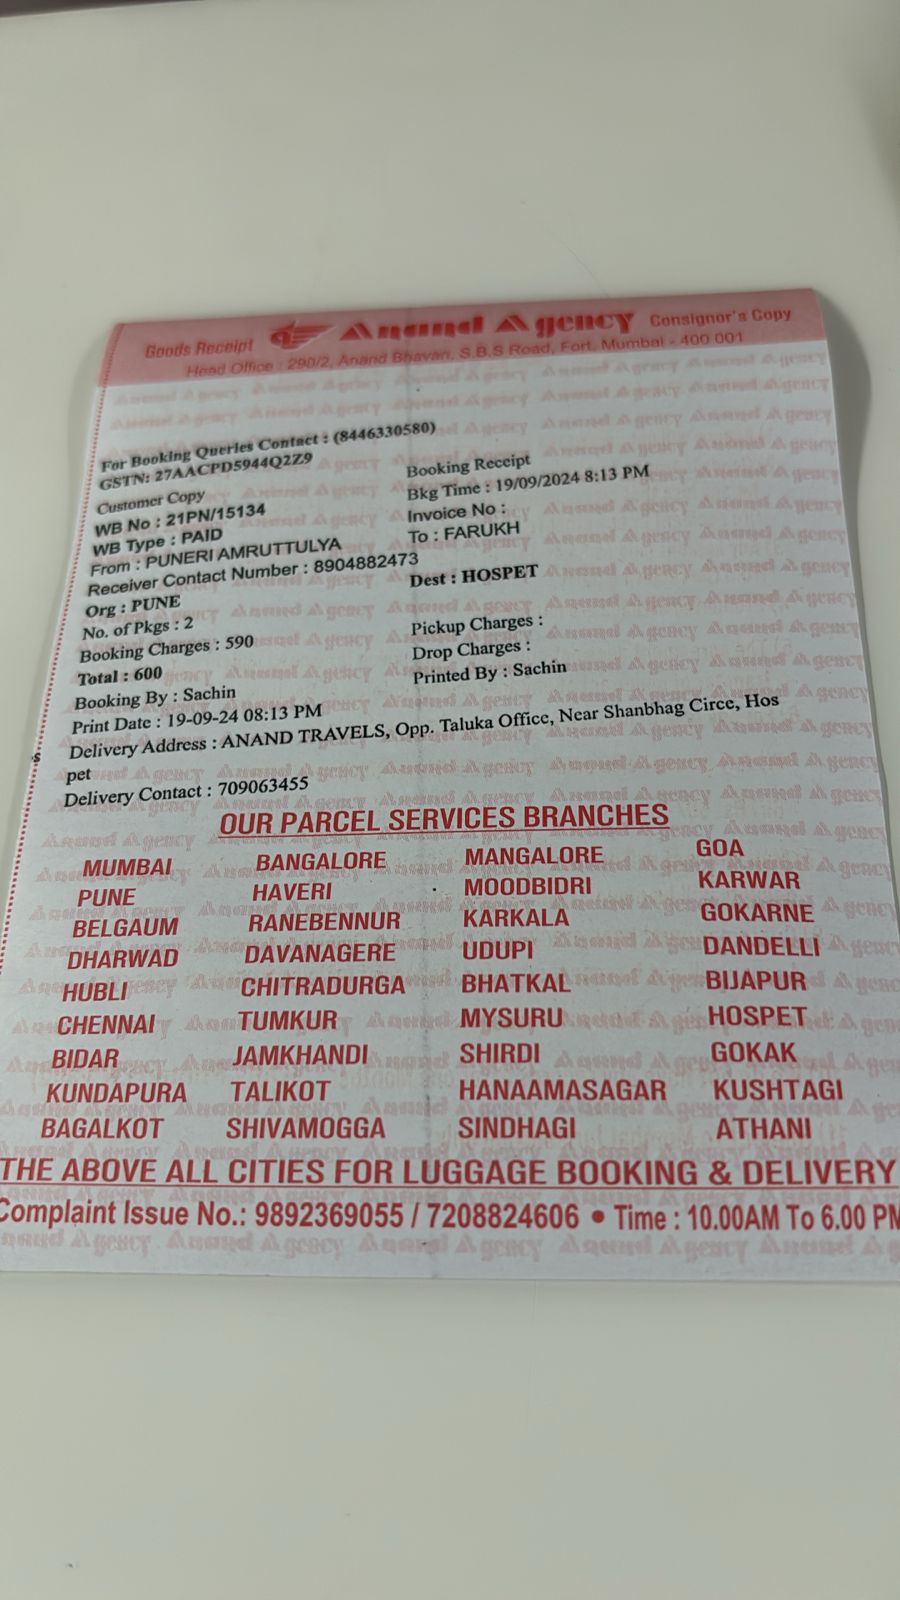 Goods Receipt Anand Agency Consignor's Copy
Head Office : 290/2, Anand Bhavan, S.B.S Road, Fort, Mumbai - 400 001
For Booking Queries Contact : (8446330580)
GSTN: 27AACPD5944Q2Z9
Customer Copy Booking Receipt
WB No : 21PN/15134 Bkg Time : 19/09/2024 8:13 PM
WB Type : PAID Invoice No :
From : PUNERI AMRUTTULYA To : FARUKH
Receiver Contact Number : 8904882473
Org : PUNE Dest : HOSPET
No. of Pkgs : 2
Booking Charges : 590 Pickup Charges :
Total : 600 Drop Charges :
Booking By : Sachin Printed By : Sachin
Print Date : 19-09-24 08:13 PM
Delivery Address : ANAND TRAVELS, Opp. Taluka Office, Near Shanbhag Circe, Hos
pet
Delivery Contact : 709063455
OUR PARCEL SERVICES BRANCHES
MUMBAI BANGALORE MANGALORE GOA
PUNE HAVERI MOODBIDRI KARWAR
BELGAUM RANEBENNUR KARKALA GOKARNE
DHARWAD DAVANAGERE UDUPI DANDELLI
HUBLI CHITRADURGA BHATKAL BIJAPUR
CHENNAI TUMKUR MYSURU HOSPET
BIDAR JAMKHANDI SHIRDI GOKAK
KUNDAPURA TALIKOT HANAAMASAGAR KUSHTAGI
BAGALKOT SHIVAMOGGA SINDHAGI ATHANI
THE ABOVE ALL CITIES FOR LUGGAGE BOOKING & DELIVERY
Complaint Issue No.: 9892369055 / 7208824606 • Time : 10.00AM To 6.00 PM